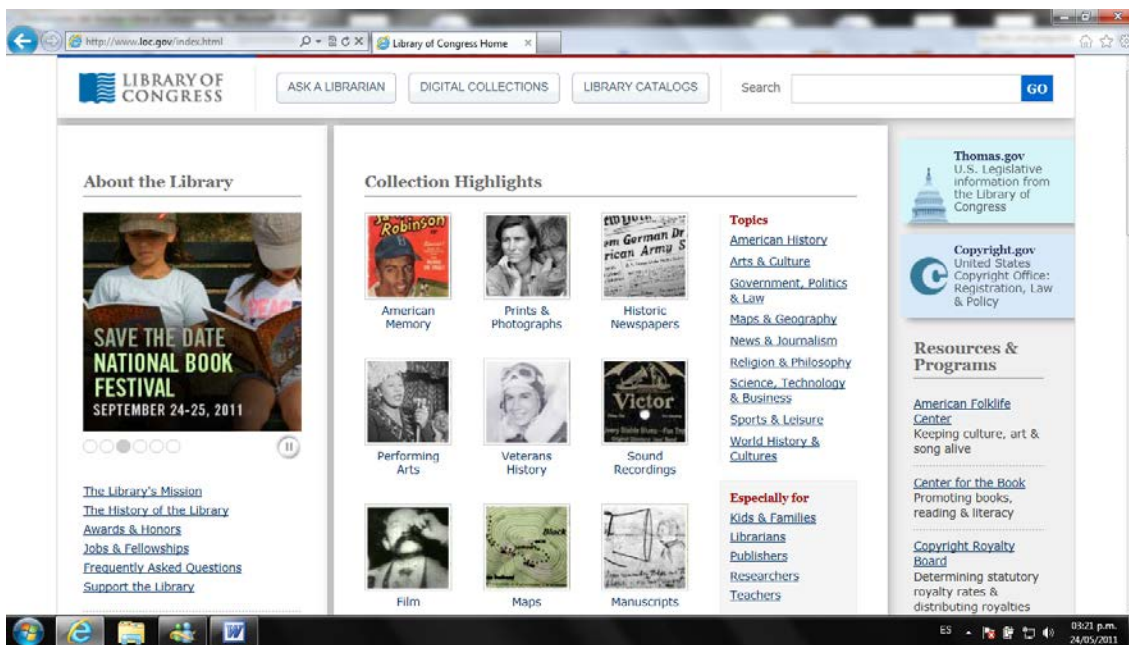 http://www.loc.gov/index.html
Library of Congress Home
LIBRARY OF
CONGRESS
ASK A LIBRARIAN
DIGITAL COLLECTIONS
LIBRARY CATALOGS
Search
GO
About the Library
SAVE THE DATE
NATIONAL BOOK
FESTIVAL
SEPTEMBER 24-25, 2011
PEACE
The Library's Mission
The History of the Library
Awards & Honors
Jobs & Fellowships
Frequently Asked Questions
Support the Library
Collection Highlights
Robinson
American
Memory
Prints &
Photographs
Historic
Newspapers
Performing
Arts
Veterans
History
Victor
Sound
Recordings
Film
Black
Maps
Manuscripts
Topics
American History
Arts & Culture
Government, Politics
& Law
Maps & Geography
News & Journalism
Religion & Philosophy
Science, Technology
& Business
Sports & Leisure
World History &
Cultures
Especially for
Kids & Families
Librarians
Publishers
Researchers
Teachers
Thomas.gov
U.S. Legislative
information from
the Library of
Congress
Copyright.gov
United States
Copyright Office:
Registration, Law
& Policy
Resources &
Programs
American Folklife
Center
Keeping culture, art &
song alive
Center for the Book
Promoting books,
reading & literacy
Copyright Royalty
Board
Determining statutory
royalty rates &
distributing royalties
ES
03:21 p.m.
24/05/2011